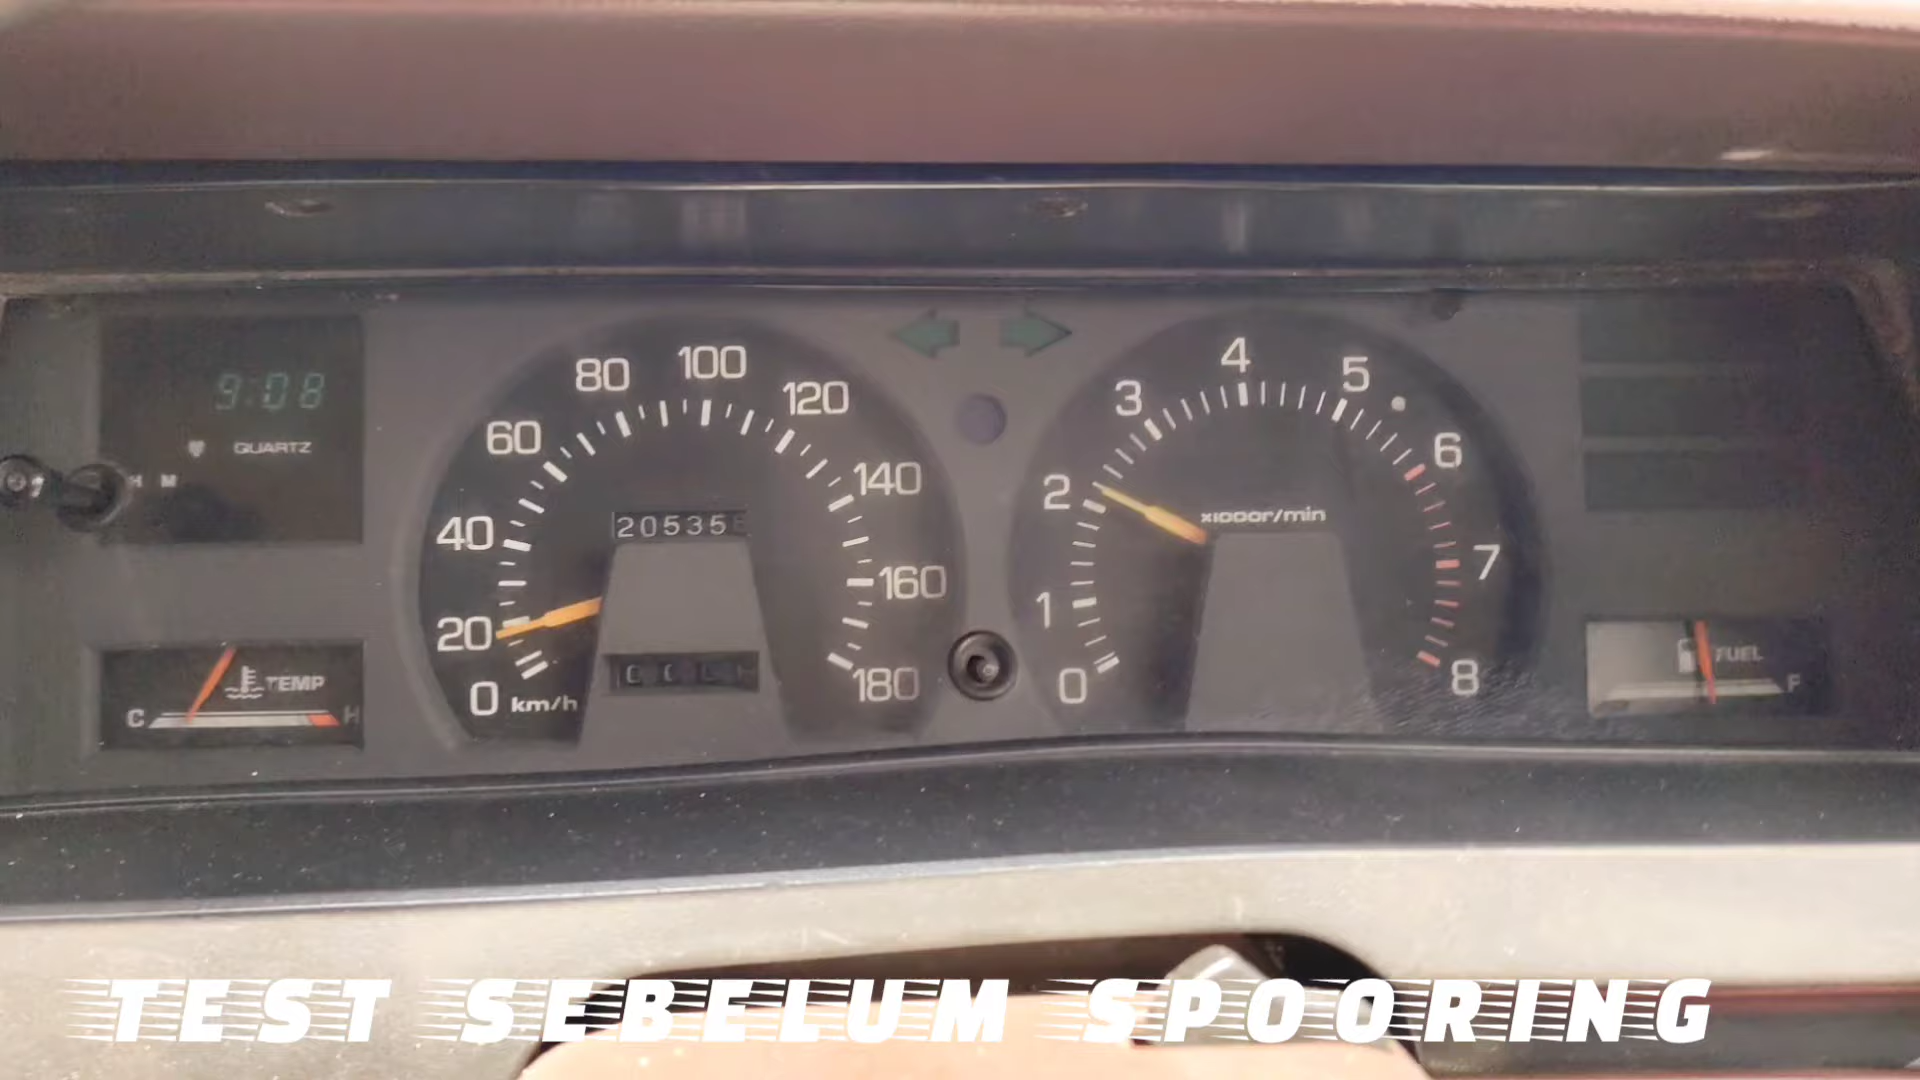 9:08
QUARTZ
H M
TEMP
C H
0 20 40 60 80 100 120 140 160 180
km/h
20535
0 1 2 3 4 5 6 7 8
x1000r/min
FUEL
F
TEST SEBELUM SPOORING